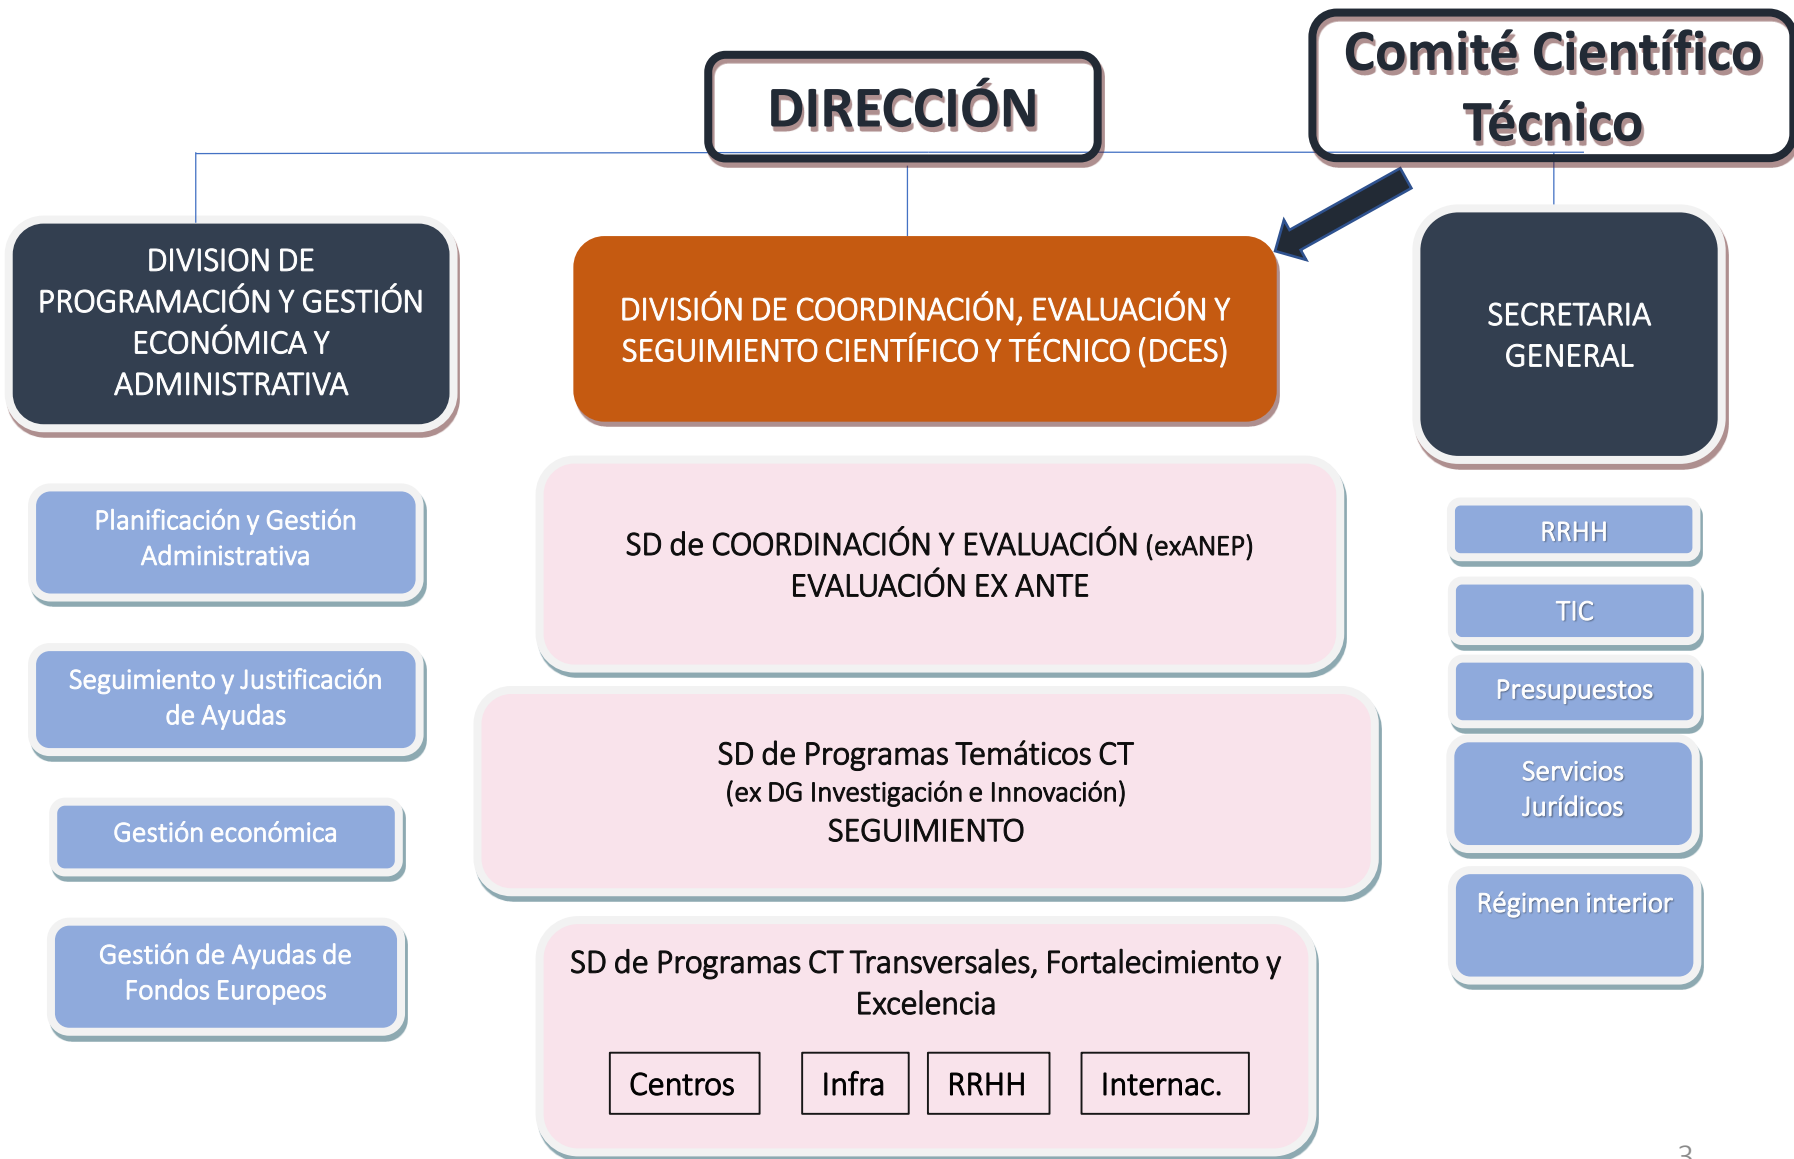 DIRECCIÓN
Comité Científico
Técnico
DIVISION DE
PROGRAMACIÓN Y GESTIÓN
ECONÓMICA Y
ADMINISTRATIVA
DIVISIÓN DE COORDINACIÓN, EVALUACIÓN Y
SEGUIMIENTO CIENTÍFICO Y TÉCNICO (DCES)
SECRETARIA
GENERAL
Planificación y Gestión
Administrativa
Seguimiento y Justificación
de Ayudas
Gestión económica
Gestión de Ayudas de
Fondos Europeos
SD de COORDINACIÓN Y EVALUACIÓN (exANEP)
EVALUACIÓN EX ANTE
SD de Programas Temáticos CT
(ex DG Investigación e Innovación)
SEGUIMIENTO
SD de Programas CT Transversales, Fortalecimiento y
Excelencia
Centros
Infra
RRHH
Internac.
RRHH
TIC
Presupuestos
Servicios
Jurídicos
Régimen interior
3